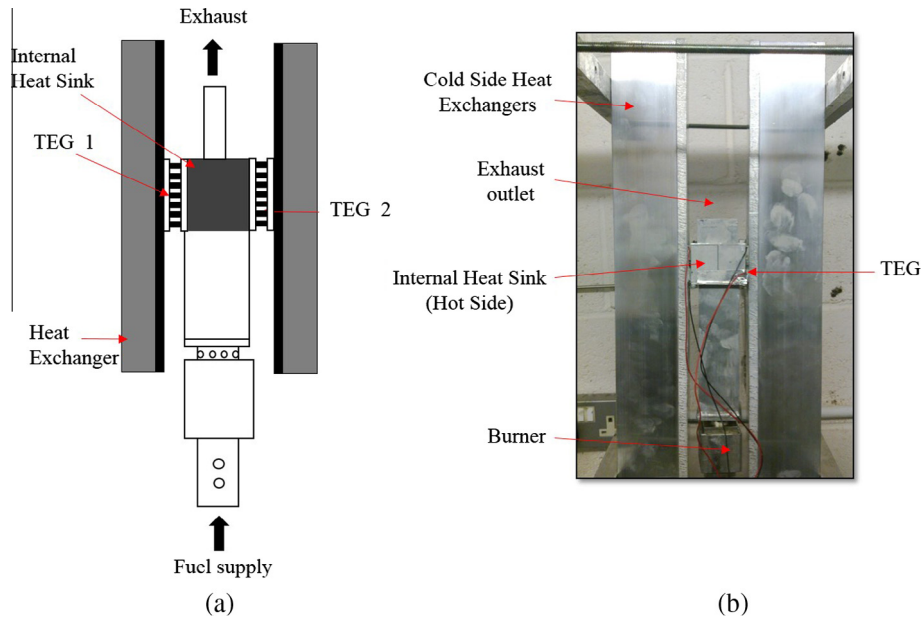 Exhaust
Internal
Heat Sink
TEG 1
TEG 2
Heat
Exchanger
Fuel supply
(a)
Cold Side Heat
Exchangers
Exhaust
outlet
Internal Heat Sink
(Hot Side)
TEG
Burner
(b)